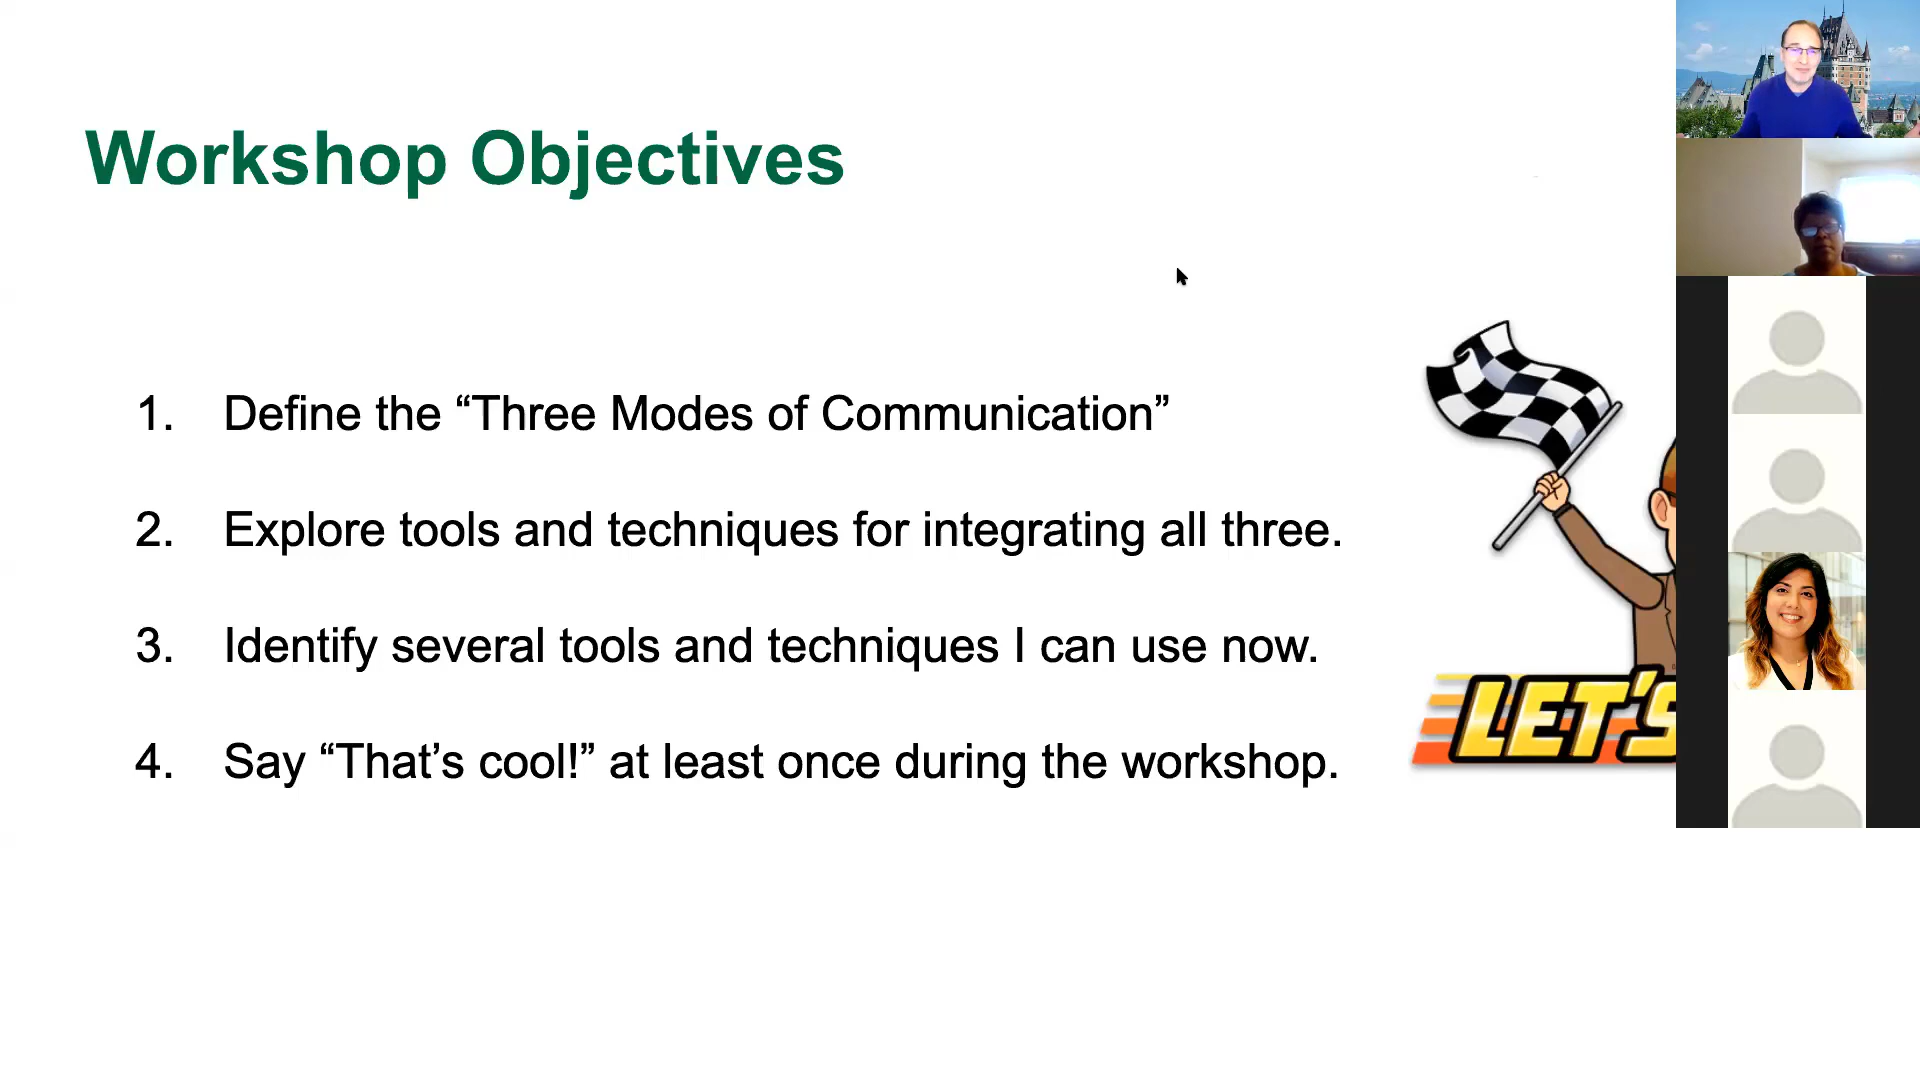 Workshop Objectives
1. Define the “Three Modes of Communication”
2. Explore tools and techniques for integrating all three.
3. Identify several tools and techniques I can use now.
4. Say “That’s cool!” at least once during the workshop.
LET'S